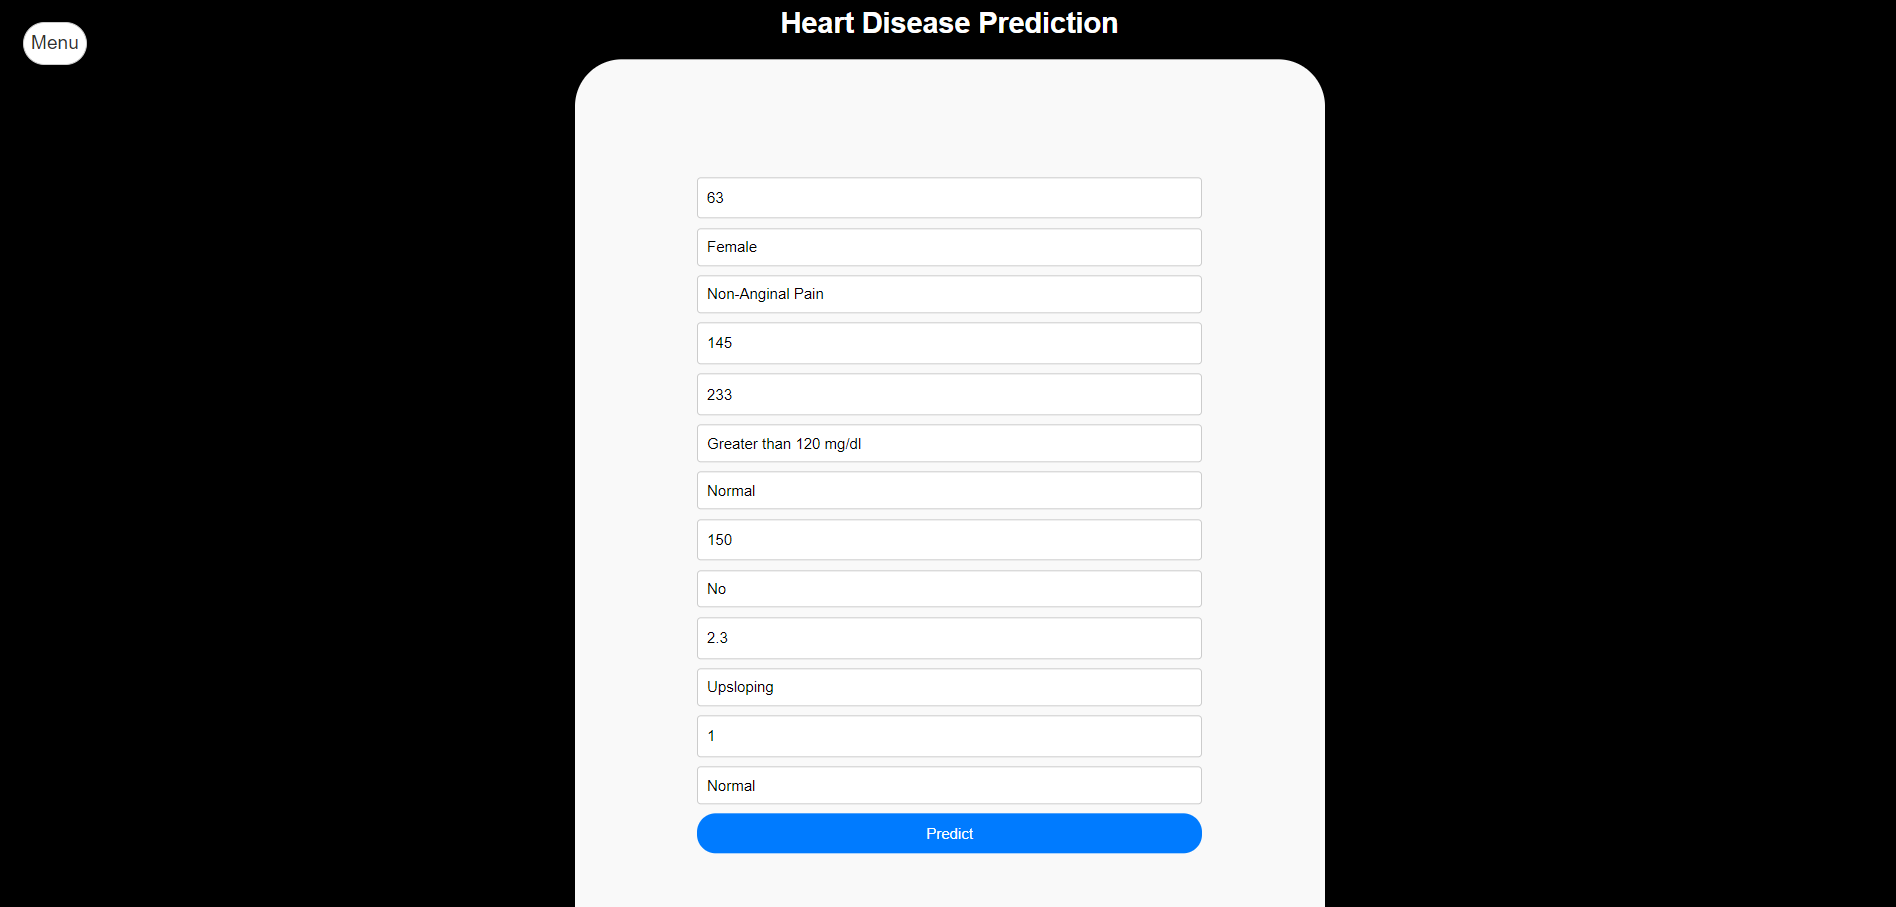 Heart Disease Prediction
Menu
63
Female
Non-Anginal Pain
145
233
Greater than 120 mg/dl
Normal
150
No
2.3
Upsloping
1
Normal
Predict